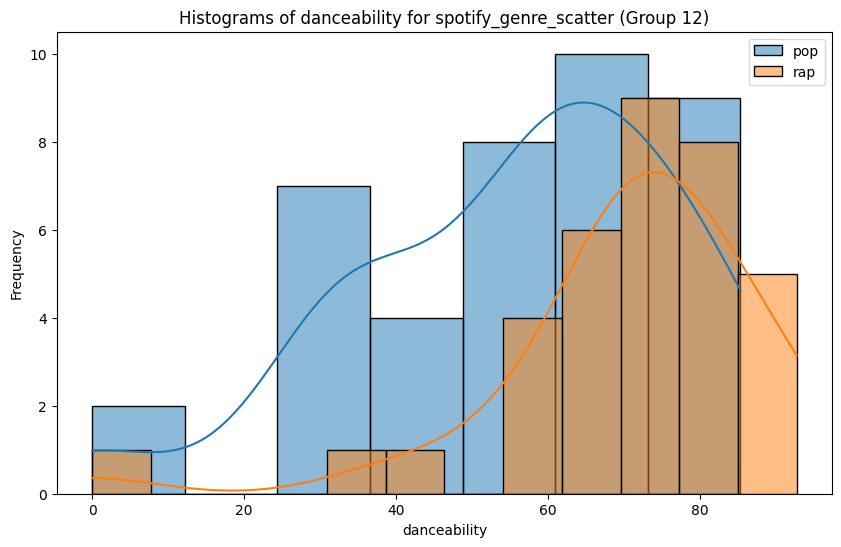 Histograms of danceability for spotify_genre_scatter (Group 12)
pop
rap
10
8
6
4
2
0
Frequency
0 20 40 60 80
danceability